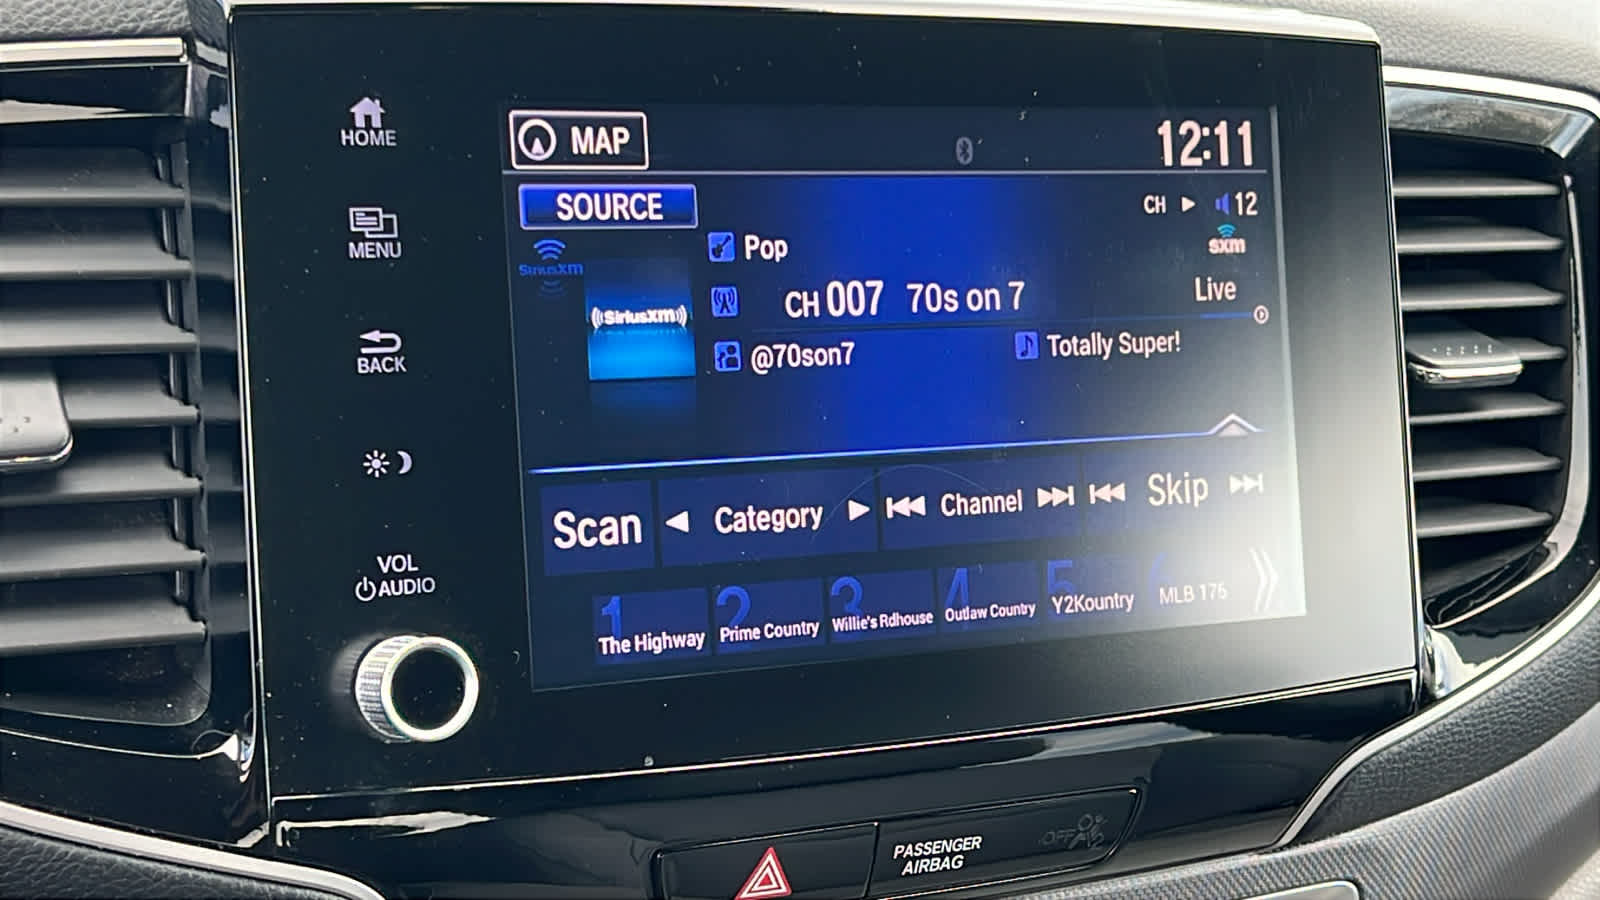 HOME
MENU
BACK
VOL
AUDIO
MAP
12:11
SOURCE
CH 12
SiriusXM
Pop
sxm
((SiriusXM))
CH 007 70s on 7
Live
@70son7
Totally Super!
Scan
Category
Channel
Skip
1 2 3 4 5 6
The Highway
Prime Country
Willie's Rdhouse
Outlaw Country
Y2Kountry
MLB 176
PASSENGER
AIRBAG
OFF